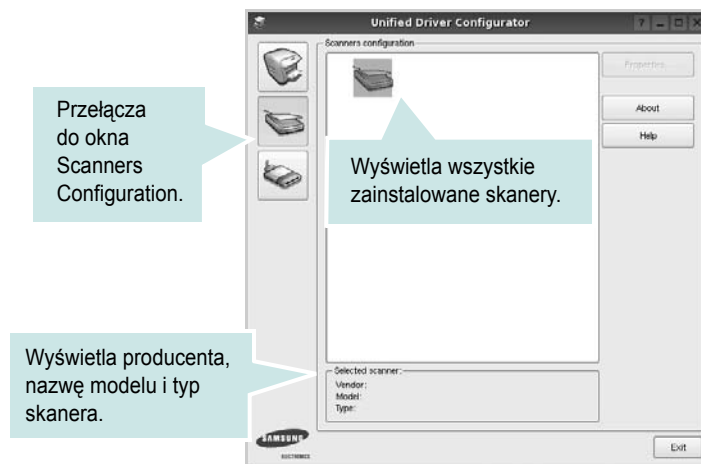 Unified Driver Configurator
Scanners configuration
Properties...
About
Help
Przełącza
do okna
Scanners
Configuration.
Wyświetla wszystkie
zainstalowane skanery.
Wyświetla producenta,
nazwę modelu i typ
skanera.
Selected scanner:
Vendor:
Model:
Type:
SAMSUNG
ELECTRONICS
Exit